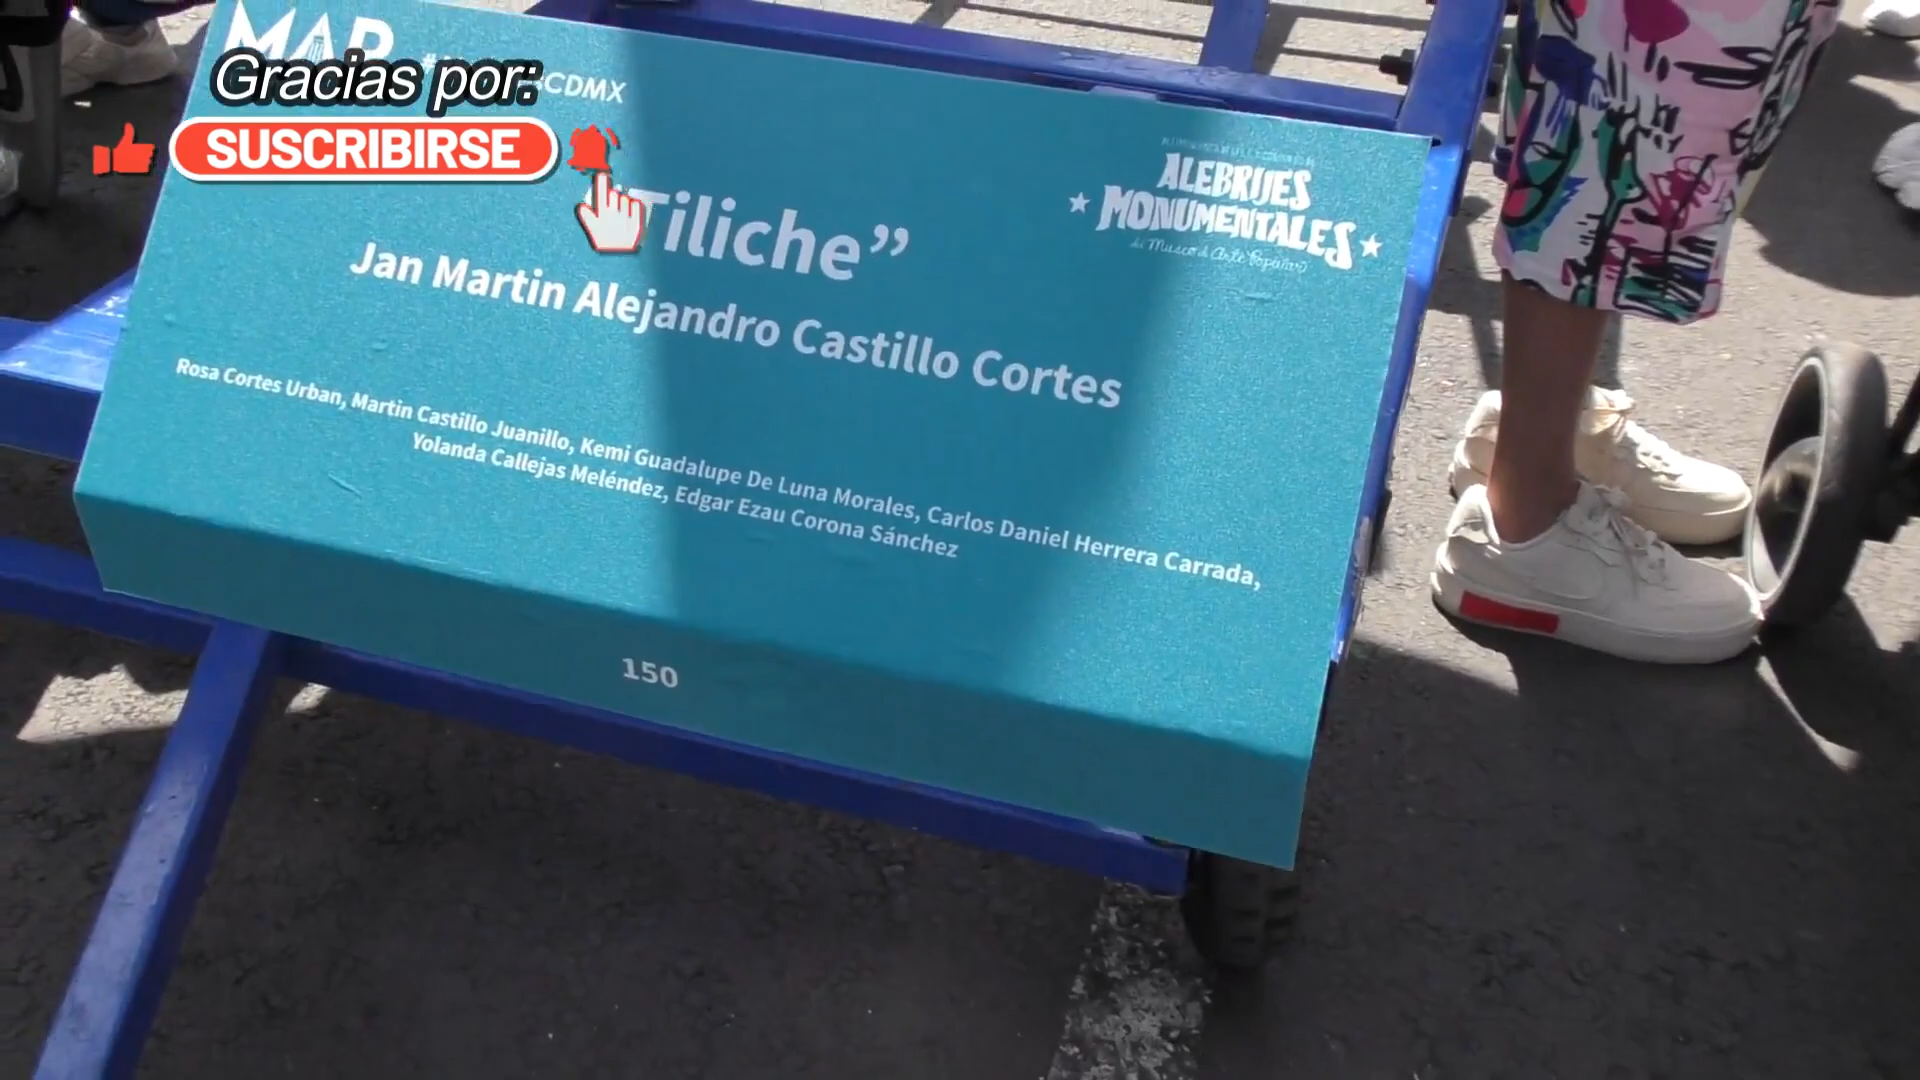 MAP
Gracias por:
CDMX
SUSCRIBIRSE
Tiliche”
ALEBRIJES
MONUMENTALES
del Museo de Arte Popular
Jan Martin Alejandro Castillo Cortes
Rosa Cortes Urban, Martin Castillo Juanillo, Kemi Guadalupe De Luna Morales, Carlos Daniel Herrera Carrada,
Yolanda Callejas Meléndez, Edgar Ezau Corona Sánchez
150